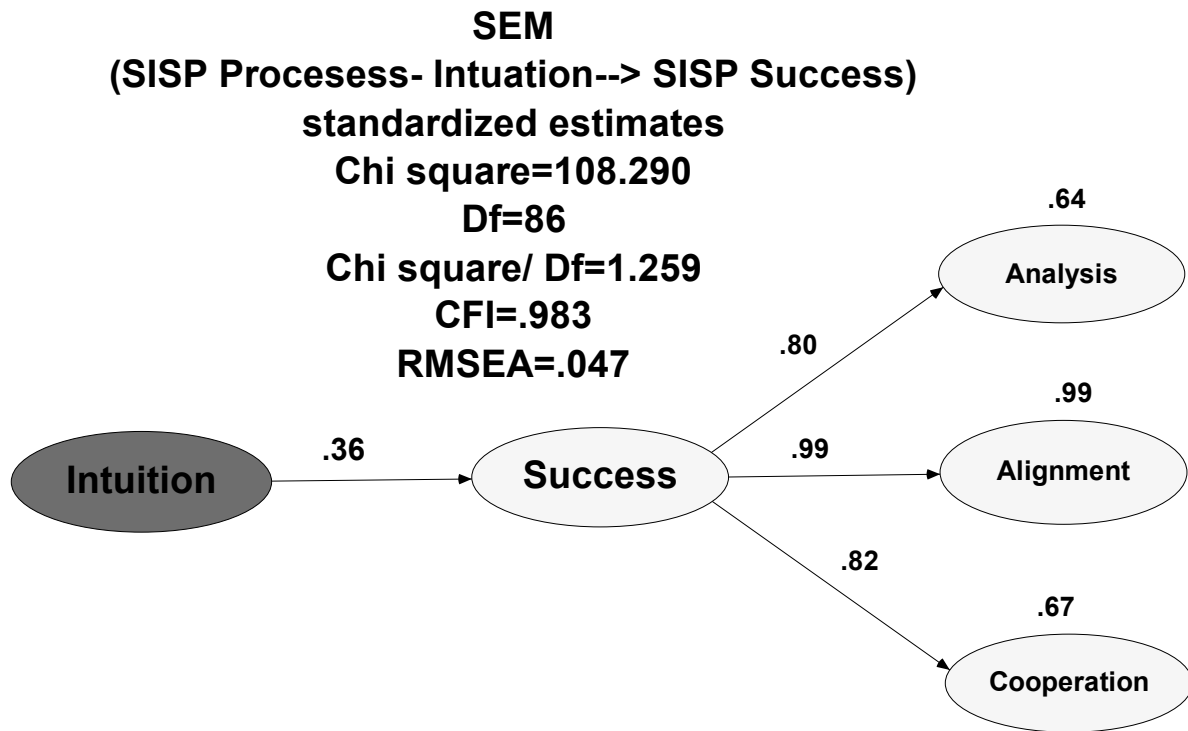 SEM
(SISP Procesess- Intuation--> SISP Success)
standardized estimates
Chi square=108.290
Df=86
Chi square/ Df=1.259
CFI=.983
RMSEA=.047
.64
Analysis
.80
.99
Alignment
.99
.36
Intuition
Success
.82
.67
Cooperation